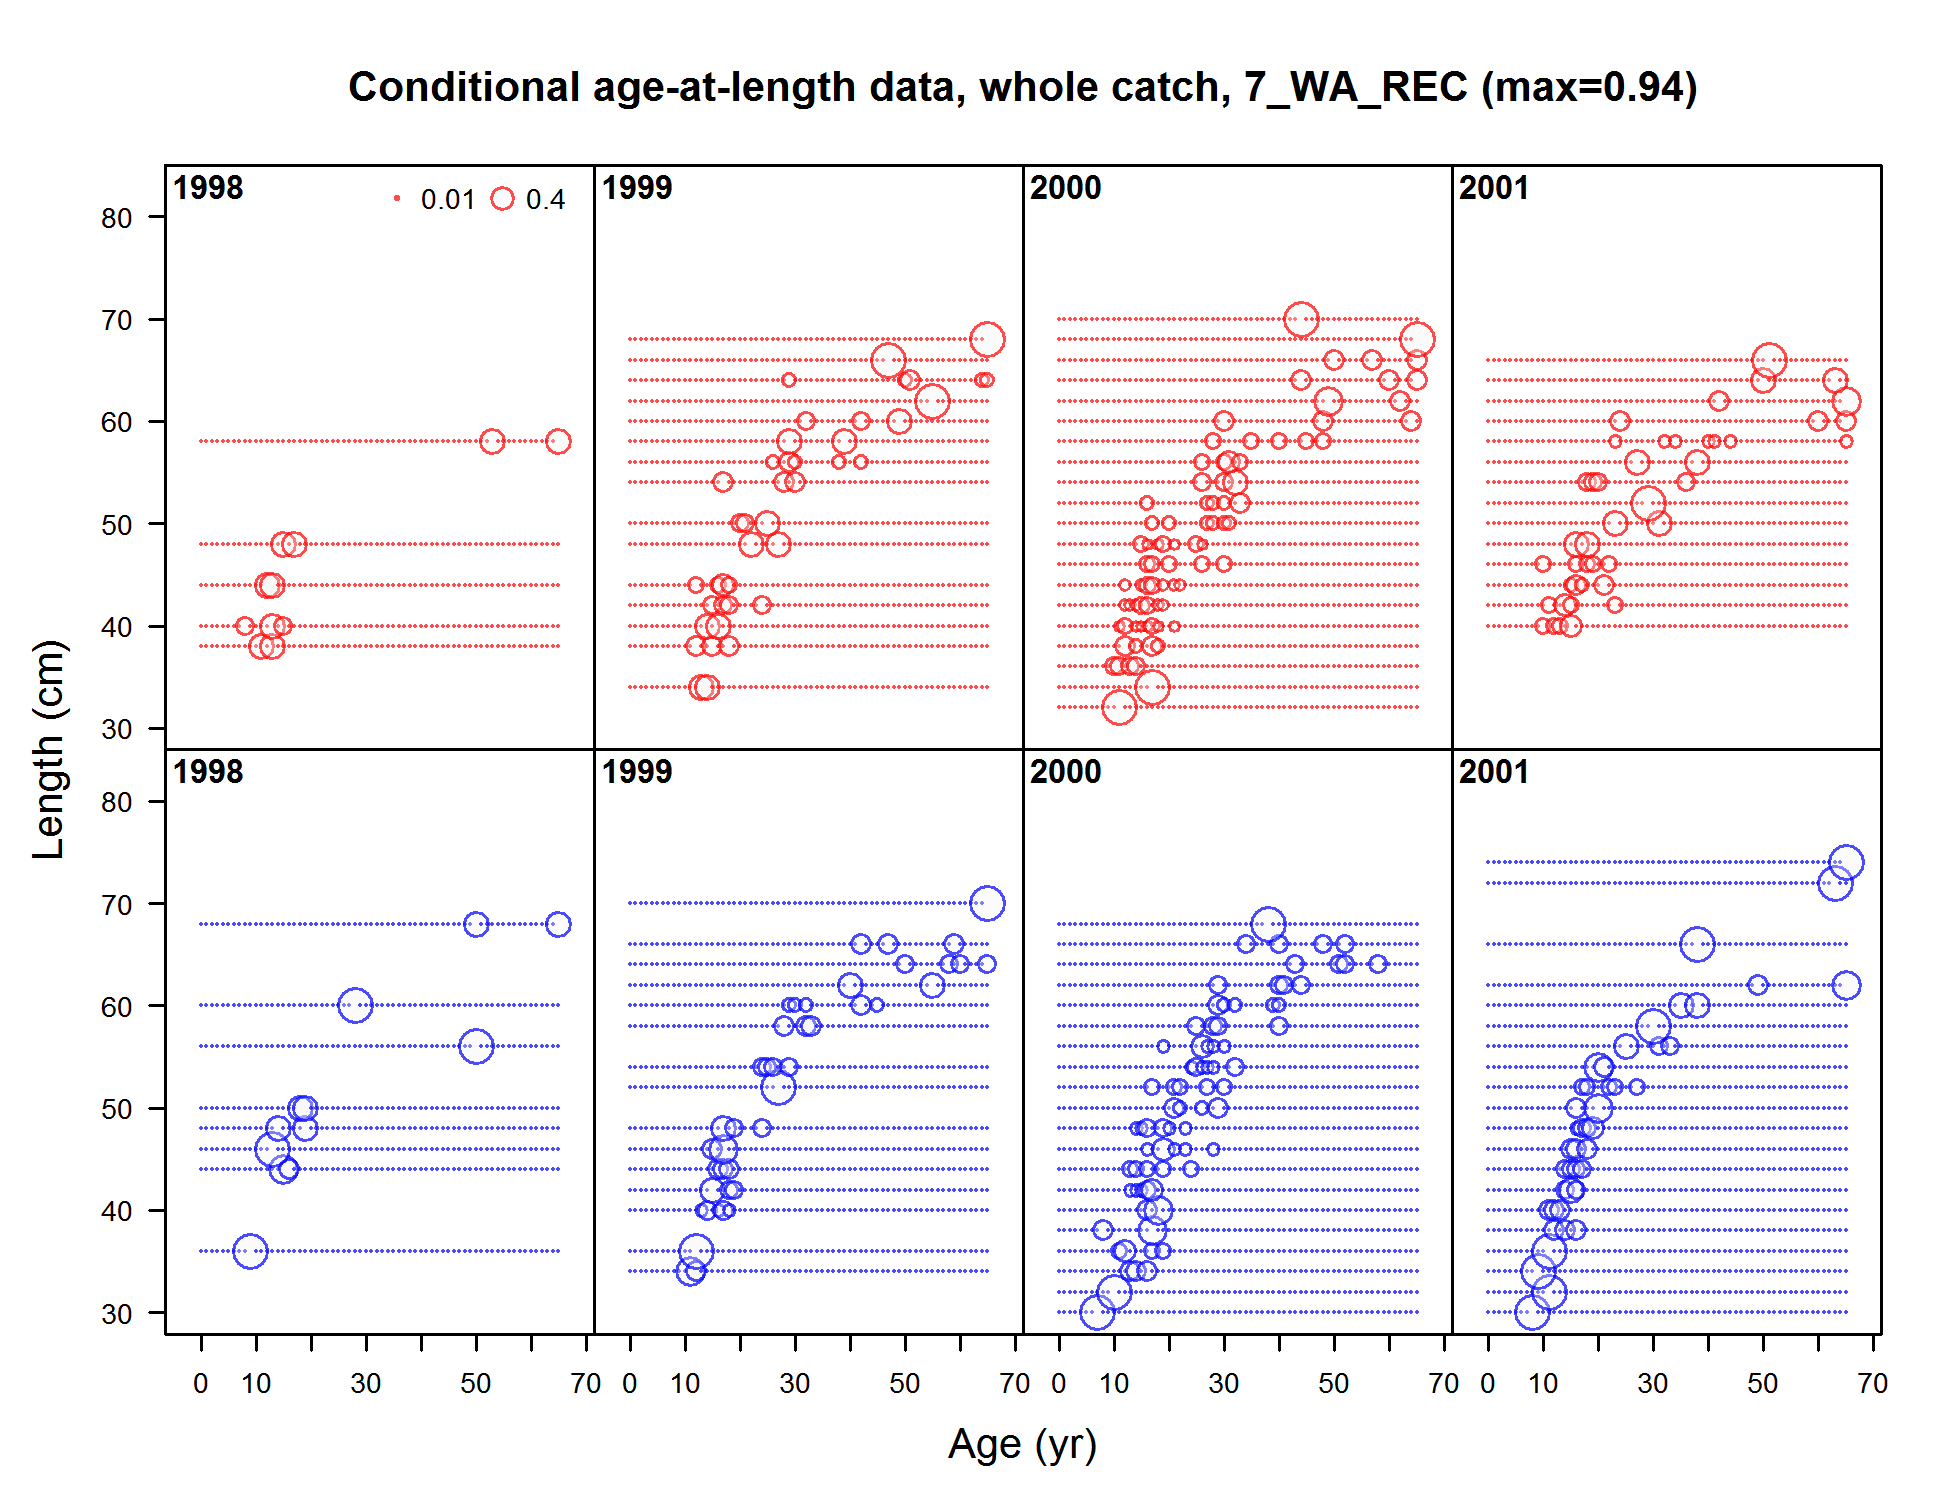 Conditional age-at-length data, whole catch, 7_WA_REC (max=0.94)
1998 0.01 0.4 1999 2000 2001
80
70
60
50
40
30
1998 1999 2000 2001
80
70
60
50
40
30
Length (cm)
0 10 30 50 70 0 10 30 50 70 0 10 30 50 70 0 10 30 50 70
Age (yr)